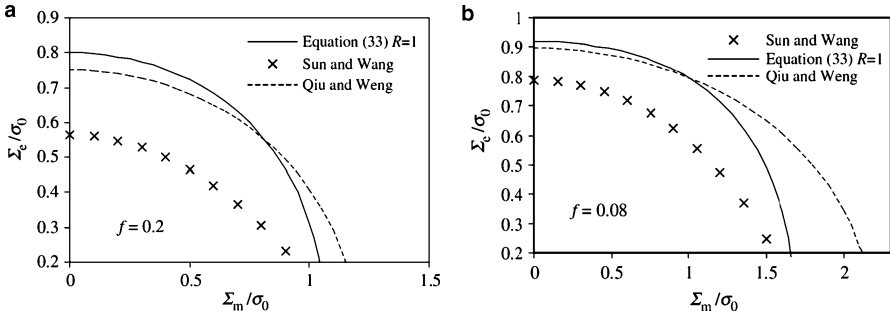 a
0.9
0.8
0.7
0.6
0.5
0.4
0.3
0.2
Σe/σ0
0
0.5
1
1.5
Σm/σ0
Equation (33) R=1
Sun and Wang
Qiu and Weng
f = 0.2
b
1
0.9
0.8
0.7
0.6
0.5
0.4
0.3
0.2
Σe/σ0
0
0.5
1
1.5
2
Σm/σ0
Sun and Wang
Equation (33) R=1
Qiu and Weng
f = 0.08